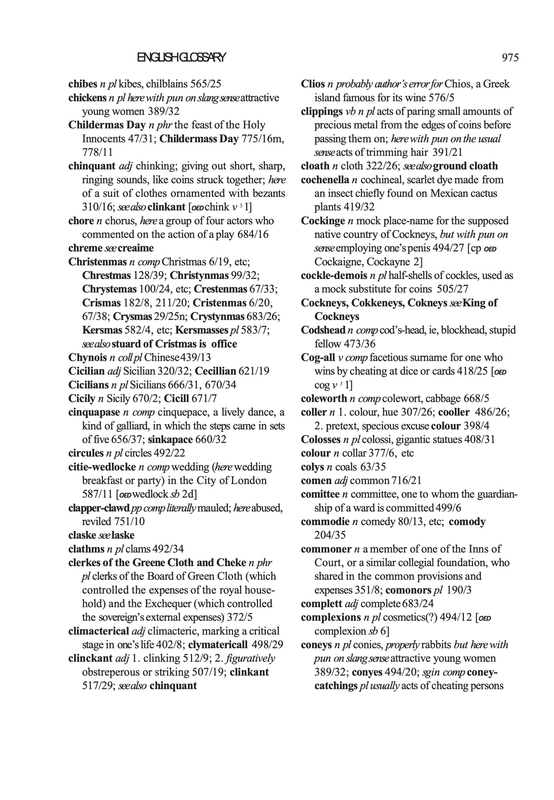 ENGLISH GLOSSARY 975
chibes n pl kibes, chilblains 565/25
chickens n pl here with pun on slang sense attractive
young women 389/32
Childermas Day n phr the feast of the Holy
Innocents 47/31; Childermass Day 775/16m,
778/11
chinquant adj chinking; giving out short, sharp,
ringing sounds, like coins struck together; here
of a suit of clothes ornamented with bezants
310/16; see also clinkant [OED chink v³ 1]
chore n chorus, here a group of four actors who
commented on the action of a play 684/16
chreme see creaime
Christenmas n comp Christmas 6/19, etc;
Chrestmas 128/39; Christynmas 99/32;
Chrystemas 100/24, etc; Crestenmas 67/33;
Crismas 182/8, 211/20; Cristenmas 6/20,
67/38; Crysmas 29/25n; Crystynmas 683/26;
Kersmas 582/4, etc; Kersmasses pl 583/7;
see also stuard of Cristmas is office
Chynois n coll pl Chinese 439/13
Cicilian adj Sicilian 320/32; Cecillian 621/19
Cicilians n pl Sicilians 666/31, 670/34
Cicily n Sicily 670/2; Cicill 671/7
cinquapase n comp cinquepace, a lively dance, a
kind of galliard, in which the steps came in sets
of five 656/37; sinkapace 660/32
circules n pl circles 492/22
citie-wedlocke n comp wedding (here wedding
breakfast or party) in the City of London
587/11 [OED wedlock sb 2d]
clapper-clawd pp comp literally mauled; here abused,
reviled 751/10
claske see laske
clathms n pl clams 492/34
clerkes of the Greene Cloth and Cheke n phr
pl clerks of the Board of Green Cloth (which
controlled the expenses of the royal house-
hold) and the Exchequer (which controlled
the sovereign's external expenses) 372/5
climacterical adj climacteric, marking a critical
stage in one's life 402/8; clymatericall 498/29
clinckant adj 1. clinking 512/9; 2. figuratively
obstreperous or striking 507/19; clinkant
517/29; see also chinquant
Clios n probably author's error for Chios, a Greek
island famous for its wine 576/5
clippings vb n pl acts of paring small amounts of
precious metal from the edges of coins before
passing them on; here with pun on the usual
sense acts of trimming hair 391/21
cloath n cloth 322/26; see also ground cloath
cochenella n cochineal, scarlet dye made from
an insect chiefly found on Mexican cactus
plants 419/32
Cockinge n mock place-name for the supposed
native country of Cockneys, but with pun on
sense employing one's penis 494/27 [cp OED
Cockaigne, Cockayne 2]
cockle-demois n pl half-shells of cockles, used as
a mock substitute for coins 505/27
Cockneys, Cokkeneys, Cokneys see King of
Cockneys
Codshead n comp cod's-head, ie, blockhead, stupid
fellow 473/36
Cog-all v comp facetious surname for one who
wins by cheating at dice or cards 418/25 [OED
cog v¹ 1]
coleworth n comp colewort, cabbage 668/5
coller n 1. colour, hue 307/26; cooller 486/26;
2. pretext, specious excuse colour 398/4
Colosses n pl colossi, gigantic statues 408/31
colour n collar 377/6, etc
colys n coals 63/35
comen adj common 716/21
comittee n committee, one to whom the guardian-
ship of a ward is committed 499/6
commodie n comedy 80/13, etc; comody
204/35
commoner n a member of one of the Inns of
Court, or a similar collegial foundation, who
shared in the common provisions and
expenses 351/8; comonors pl 190/3
complett adj complete 683/24
complexions n pl cosmetics(?) 494/12 [OED
complexion sb 6]
coneys n pl conies, properly rabbits but here with
pun on slang sense attractive young women
389/32; conyes 494/20; sgin comp coney-
catchings pl usually acts of cheating persons